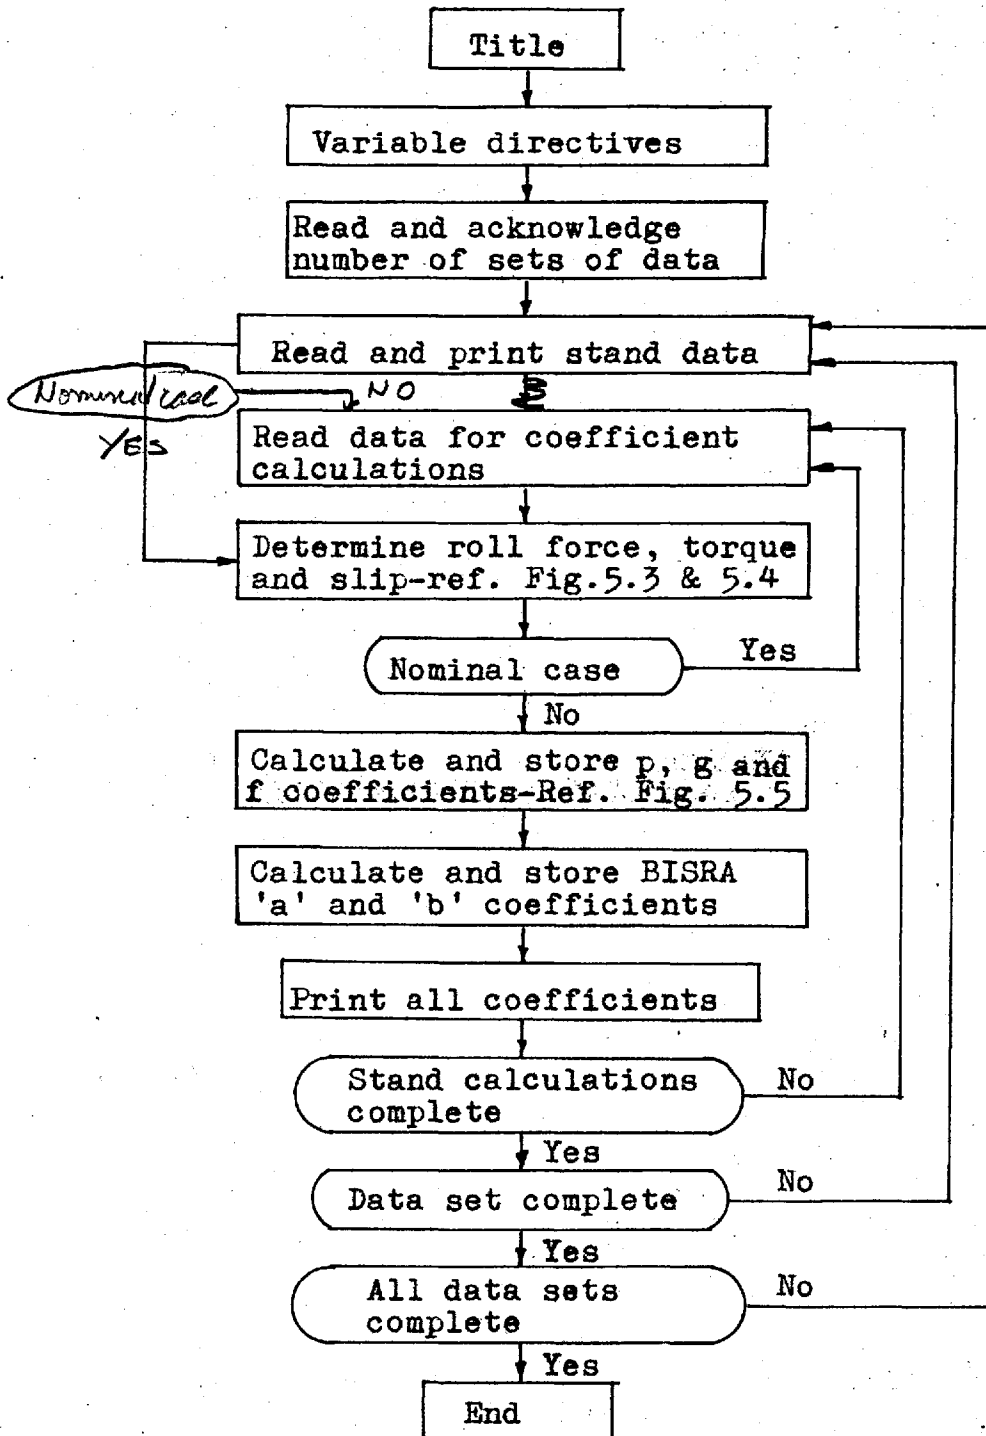 Title
Variable directives
Read and acknowledge
number of sets of data
Read and print stand data
Nominal case
NO
YES
Read data for coefficient
calculations
Determine roll force, torque
and slip-ref. Fig.5.3 & 5.4
Nominal case
Yes
No
Calculate and store p, g and
f coefficients-Ref. Fig. 5.5
Calculate and store BISRA
'a' and 'b' coefficients
Print all coefficients
Stand calculations
complete
No
Yes
Data set complete
No
Yes
All data sets
complete
No
Yes
End